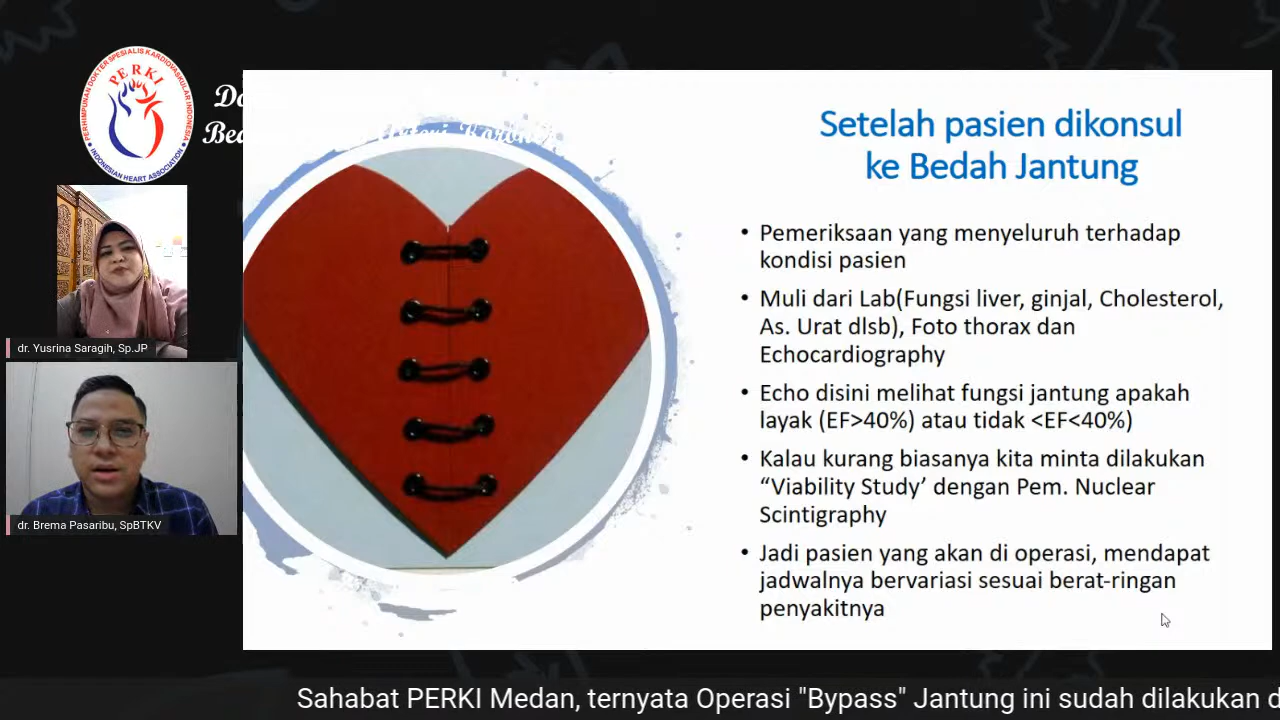 PERHIMPUNAN DOKTER SPESIALIS KARDIOVASKULAR INDONESIA
PERKI
INDONESIAN HEART ASSOCIATION
dr. Yusrina Saragih, Sp.JP
dr. Brema Pasaribu, SpBTKV
Setelah pasien dikonsul
ke Bedah Jantung
• Pemeriksaan yang menyeluruh terhadap
kondisi pasien
• Muli dari Lab(Fungsi liver, ginjal, Cholesterol,
As. Urat dlsb), Foto thorax dan
Echocardiography
• Echo disini melihat fungsi jantung apakah
layak (EF>40%) atau tidak <EF<40%)
• Kalau kurang biasanya kita minta dilakukan
“Viability Study’ dengan Pem. Nuclear
Scintigraphy
• Jadi pasien yang akan di operasi, mendapat
jadwalnya bervariasi sesuai berat-ringan
penyakitnya
Sahabat PERKI Medan, ternyata Operasi "Bypass" Jantung ini sudah dilakukan